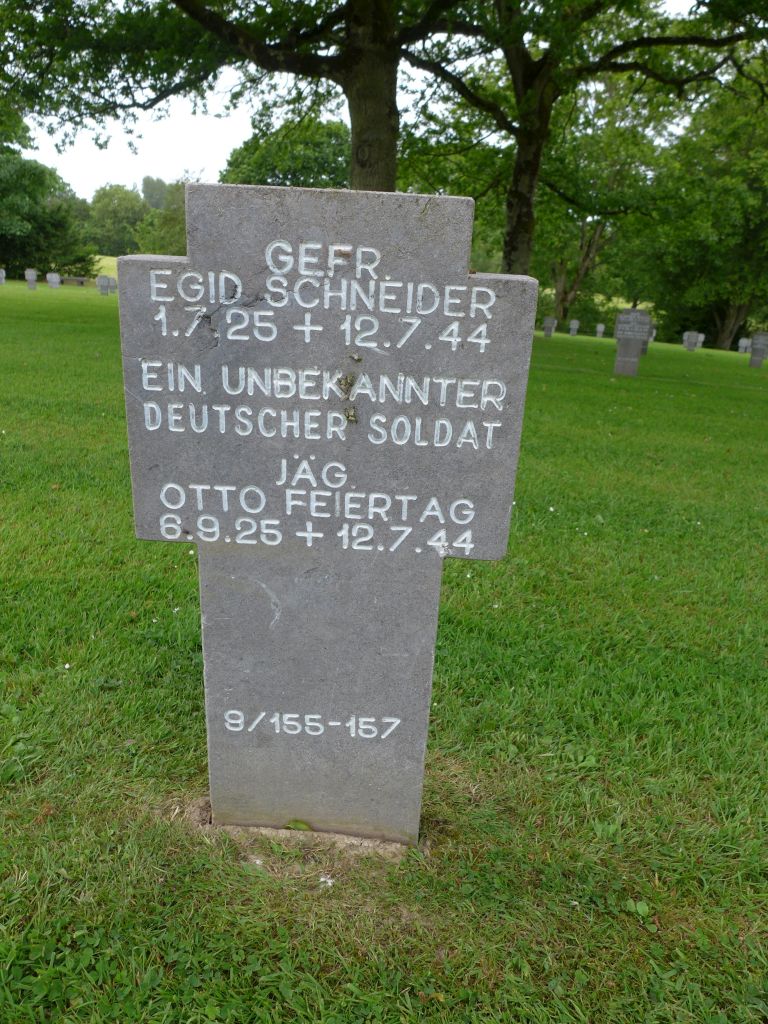 GEFR.
EGID SCHNEIDER
1.7.25 + 12.7.44
EIN UNBEKANNTER
DEUTSCHER SOLDAT
JÄG.
OTTO FEIERTAG
6.9.25 + 12.7.44
9/155-157